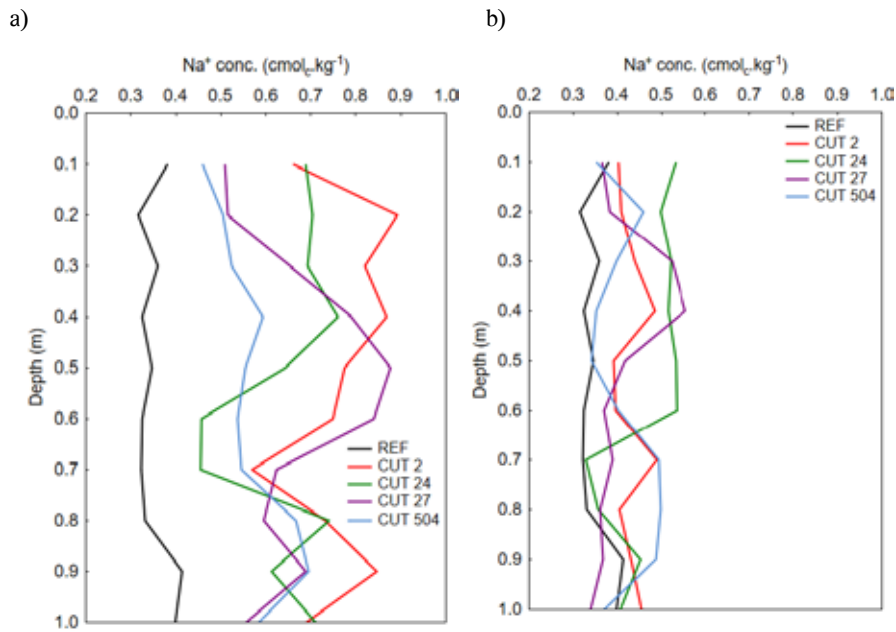 a)
Na⁺ conc. (cmol_c.kg⁻¹)
0.2 0.3 0.4 0.5 0.6 0.7 0.8 0.9 1.0
0.0
0.1
0.2
0.3
0.4
0.5
0.6
0.7
0.8
0.9
1.0
Depth (m)
REF
CUT 2
CUT 24
CUT 27
CUT 504
b)
Na⁺ conc. (cmol_c.kg⁻¹)
0.2 0.3 0.4 0.5 0.6 0.7 0.8 0.9 1.0
0.0
0.1
0.2
0.3
0.4
0.5
0.6
0.7
0.8
0.9
1.0
Depth (m)
REF
CUT 2
CUT 24
CUT 27
CUT 504